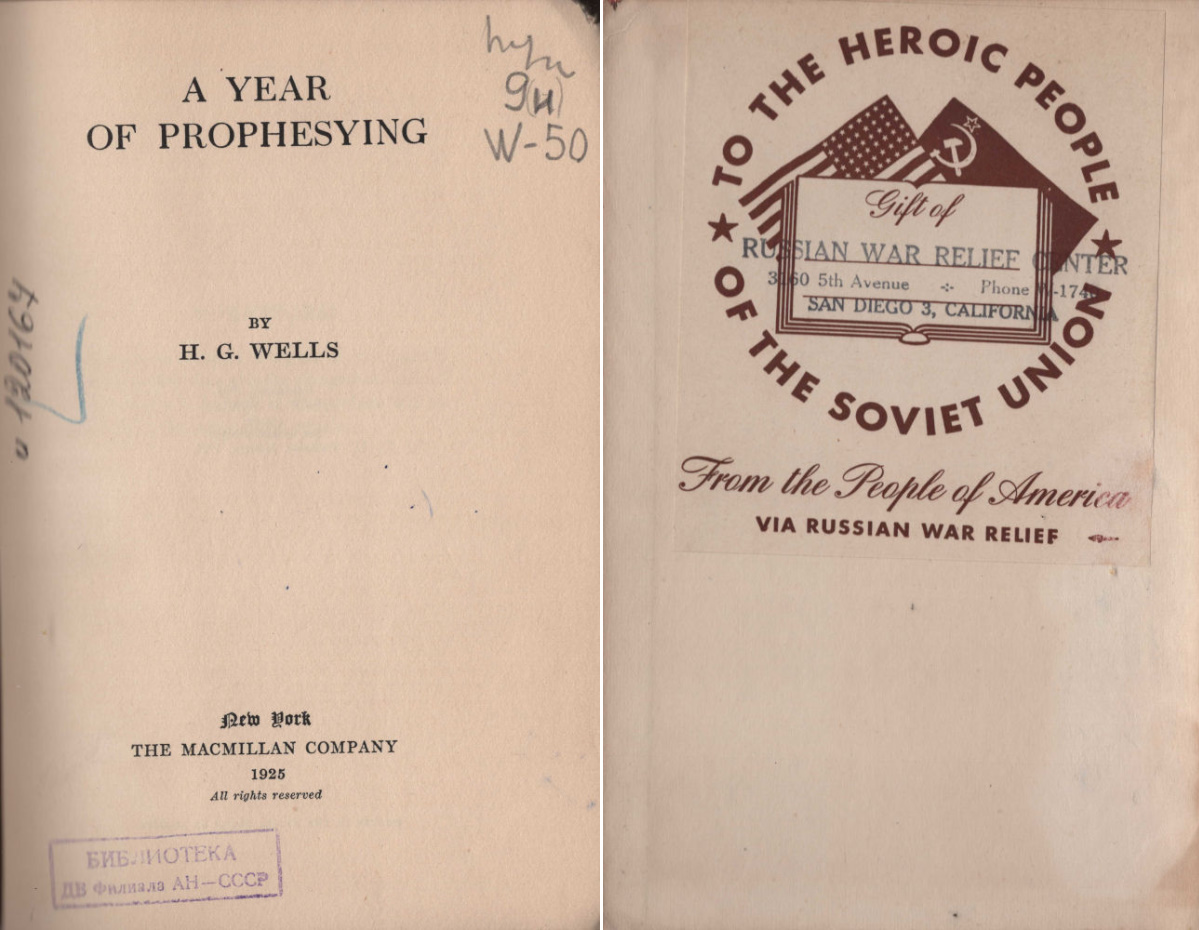 A YEAR
OF PROPHESYING
9(И)
W-50
и 120164
BY
H. G. WELLS
New York
THE MACMILLAN COMPANY
1925
All rights reserved
БИБЛИОТЕКА
ДВ Филиала АН—СССР
★ TO THE HEROIC PEOPLE ★
OF THE SOVIET UNION
Gift of
RUSSIAN WAR RELIEF CENTER
5th Avenue Phone
SAN DIEGO 3, CALIFORNIA
From the People of America
VIA RUSSIAN WAR RELIEF